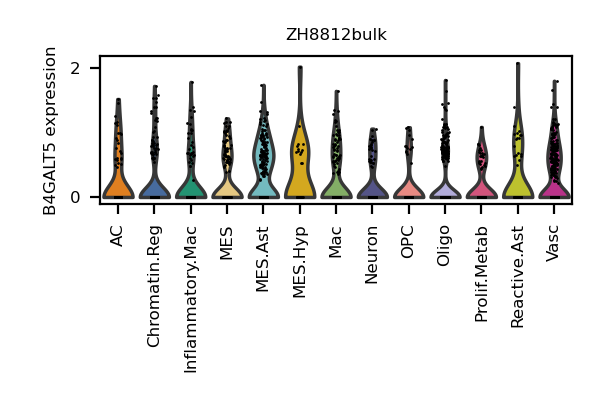 ZH8812bulk
B4GALT5 expression
2
0
AC
Chromatin.Reg
Inflammatory.Mac
MES
MES.Ast
MES.Hyp
Mac
Neuron
OPC
Oligo
Prolif.Metab
Reactive.Ast
Vasc